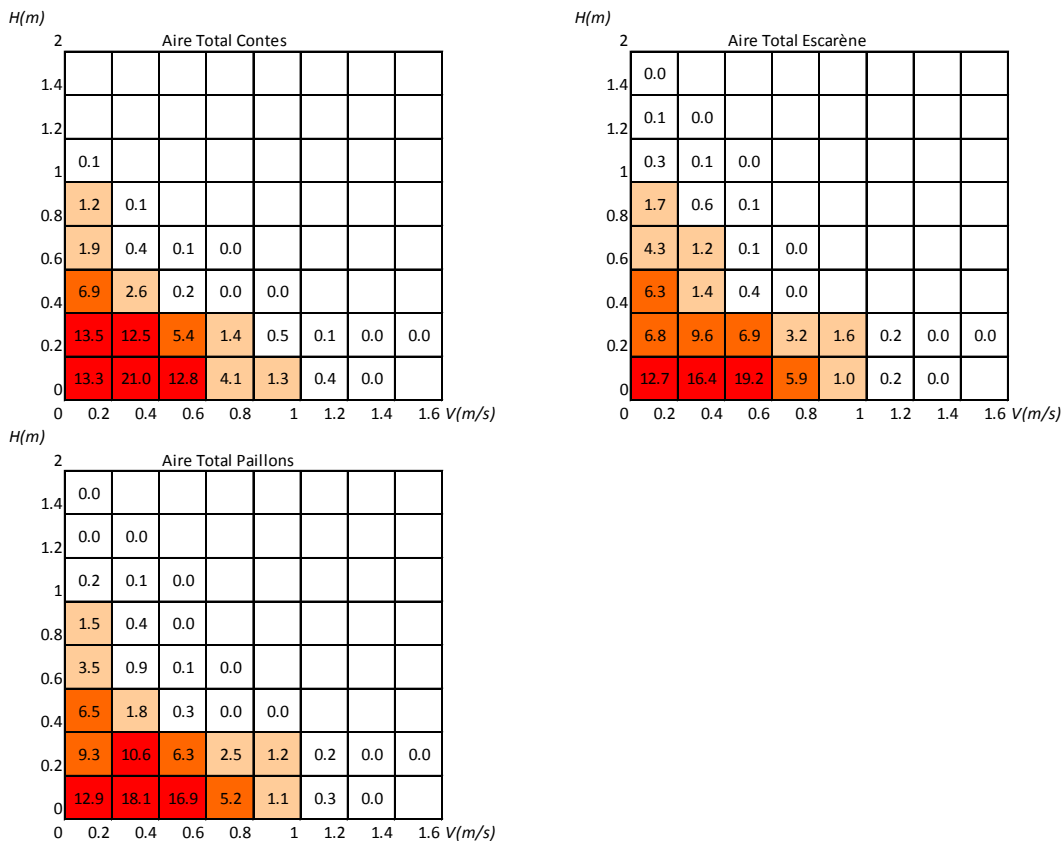 H(m) H(m)
2 Aire Total Contes 2 Aire Total Escarène
0.0
1.4 1.4
0.1 0.0
1.2 1.2
0.1 0.3 0.1 0.0
1 1
1.2 0.1 1.7 0.6 0.1
0.8 0.8
1.9 0.4 0.1 0.0 4.3 1.2 0.1 0.0
0.6 0.6
6.9 2.6 0.2 0.0 0.0 6.3 1.4 0.4 0.0
0.4 0.4
13.5 12.5 5.4 1.4 0.5 0.1 0.0 0.0 6.8 9.6 6.9 3.2 1.6 0.2 0.0 0.0
0.2 0.2
13.3 21.0 12.8 4.1 1.3 0.4 0.0 12.7 16.4 19.2 5.9 1.0 0.2 0.0
0 0
0 0.2 0.4 0.6 0.8 1 1.2 1.4 1.6 V(m/s) 0 0.2 0.4 0.6 0.8 1 1.2 1.4 1.6 V(m/s)
H(m)
2 Aire Total Paillons
0.0
1.4
0.0 0.0
1.2
0.2 0.1 0.0
1
1.5 0.4 0.0
0.8
3.5 0.9 0.1 0.0
0.6
6.5 1.8 0.3 0.0 0.0
0.4
9.3 10.6 6.3 2.5 1.2 0.2 0.0 0.0
0.2
12.9 18.1 16.9 5.2 1.1 0.3 0.0
0
0 0.2 0.4 0.6 0.8 1 1.2 1.4 1.6 V(m/s)